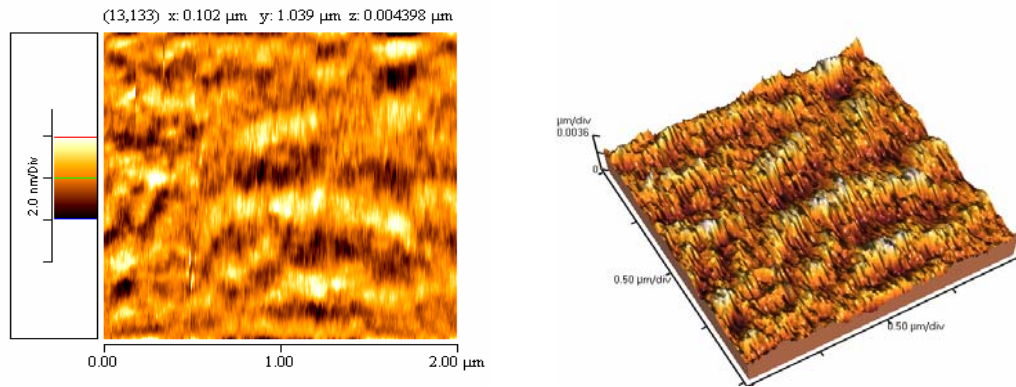 (13,133) x: 0.102 µm y: 1.039 µm z: 0.004398 µm
2.0 nm/Div
0.00
1.00
2.00 µm
µm/div
0.0036
0
0.50 µm/div
0.50 µm/div